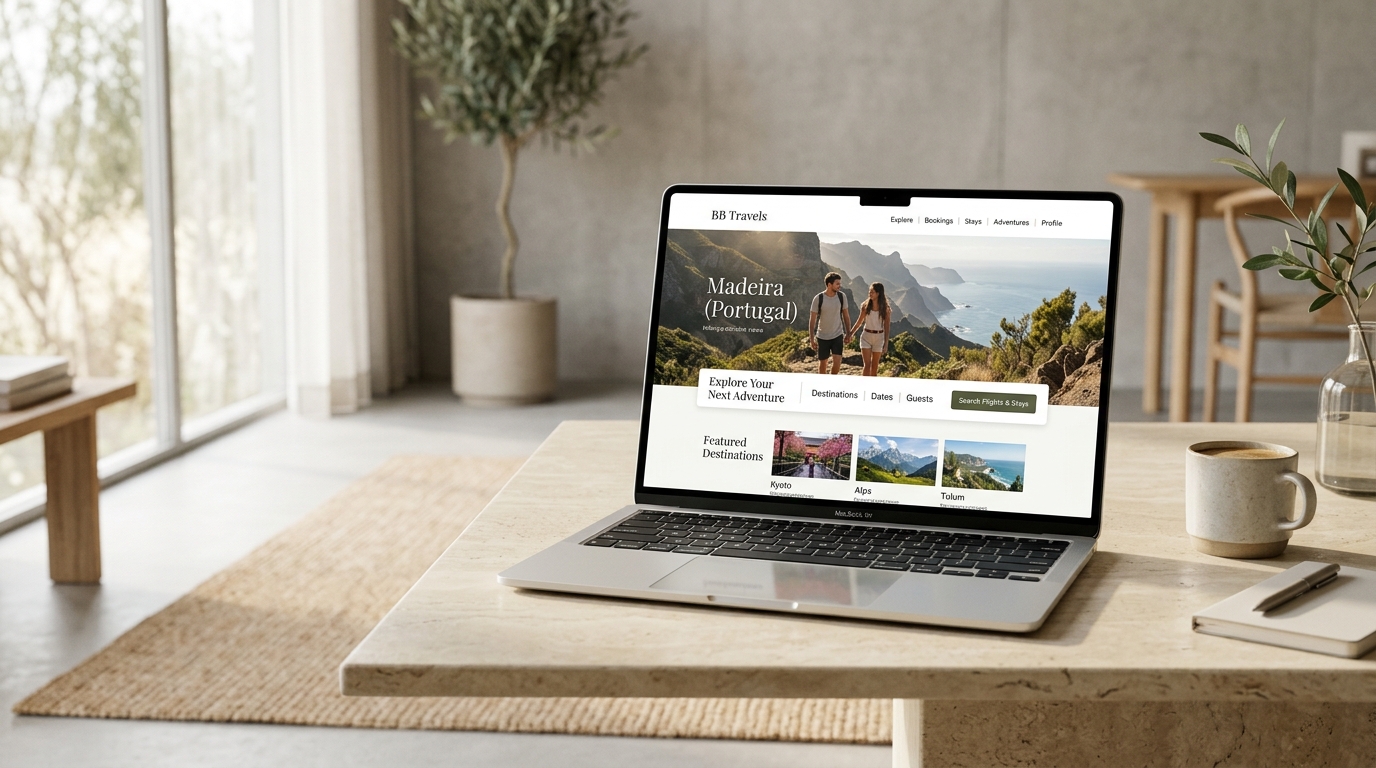 BB Travels
Explore | Bookings | Stays | Adventures | Profile
Madeira
(Portugal)
Explore Your
Next Adventure
Destinations | Dates | Guests
Search Flights & Stays
Featured
Destinations
Kyoto
Alps
Tolum